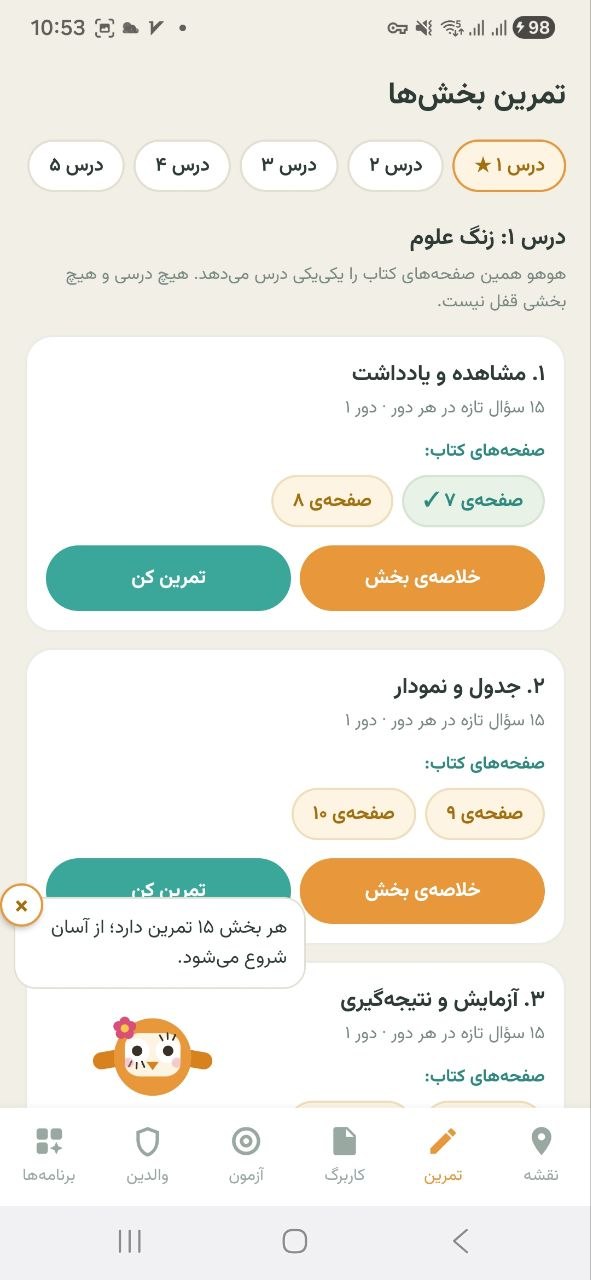 10:53
98
تمرین بخش‌ها
درس ۱ ★
درس ۲
درس ۳
درس ۴
درس ۵
درس ۱: زنگ علوم
هوهو همین صفحه‌های کتاب را یکی‌یکی درس می‌دهد. هیچ درسی و هیچ
بخشی قفل نیست.
۱. مشاهده و یادداشت
۱۵ سؤال تازه در هر دور · دور ۱
صفحه‌های کتاب:
صفحه‌ی ۷ ✓
صفحه‌ی ۸
خلاصه‌ی بخش
تمرین کن
۲. جدول و نمودار
۱۵ سؤال تازه در هر دور · دور ۱
صفحه‌های کتاب:
صفحه‌ی ۹
صفحه‌ی ۱۰
خلاصه‌ی بخش
تمرین کن
هر بخش ۱۵ تمرین دارد؛ از آسان
شروع می‌شود.
۳. آزمایش و نتیجه‌گیری
۱۵ سؤال تازه در هر دور · دور ۱
صفحه‌های کتاب:
نقشه
تمرین
کاربرگ
آزمون
والدین
برنامه‌ها